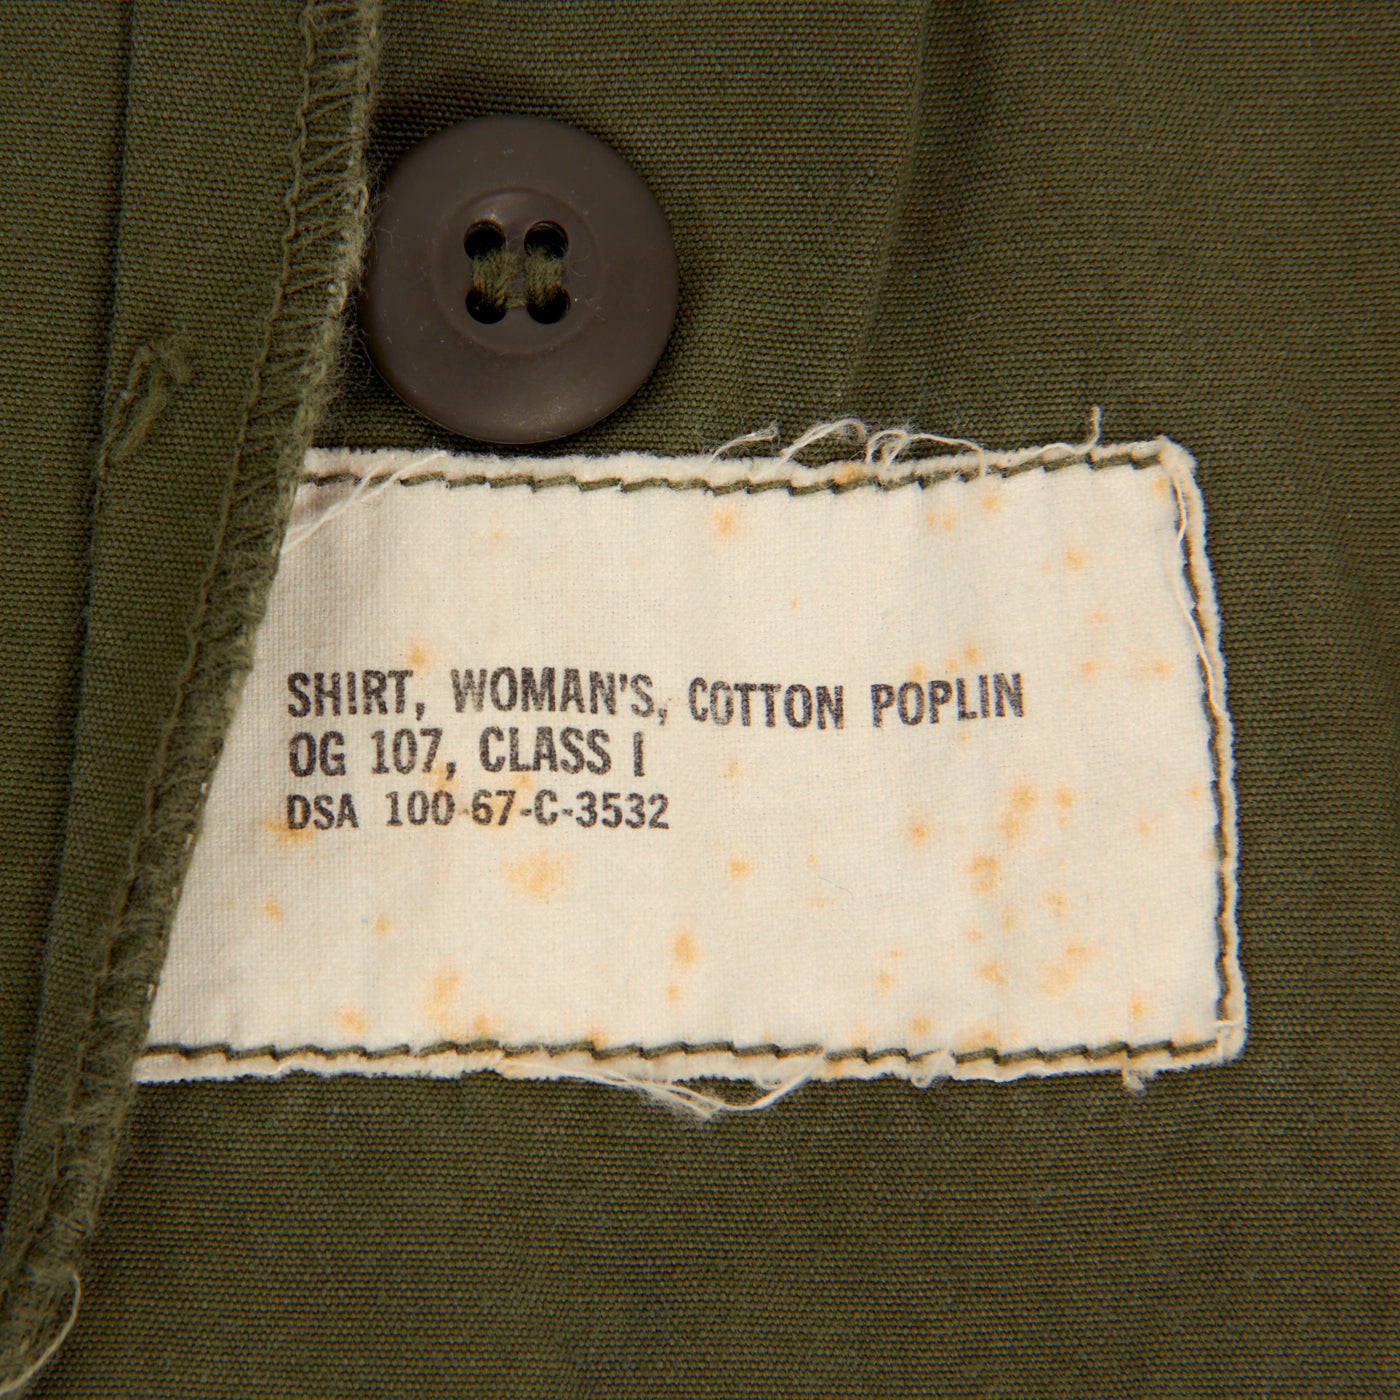 SHIRT, WOMAN'S, COTTON POPLIN
OG 107, CLASS I
DSA 100-67-C-3532